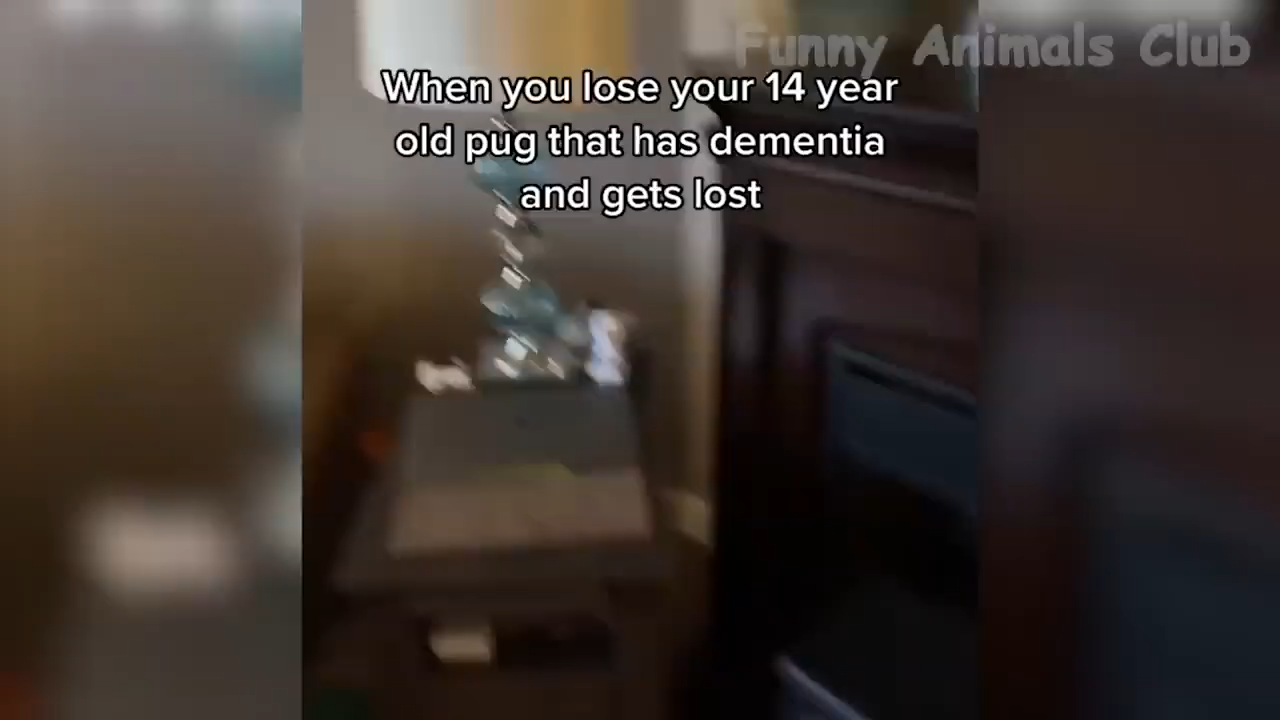 Funny Animals Club
When you lose your 14 year
old pug that has dementia
and gets lost